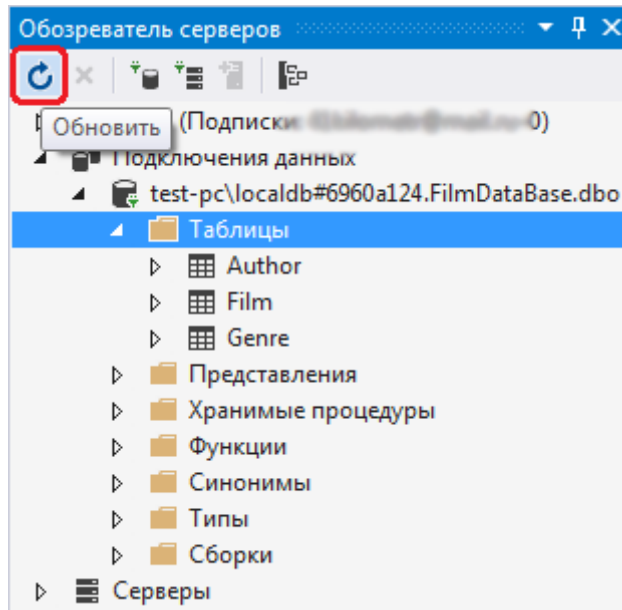 Обозреватель серверов
Обновить
(Подписки: 0)
Подключения данных
test-pc\localdb#6960a124.FilmDataBase.dbo
Таблицы
Author
Film
Genre
Представления
Хранимые процедуры
Функции
Синонимы
Типы
Сборки
Серверы